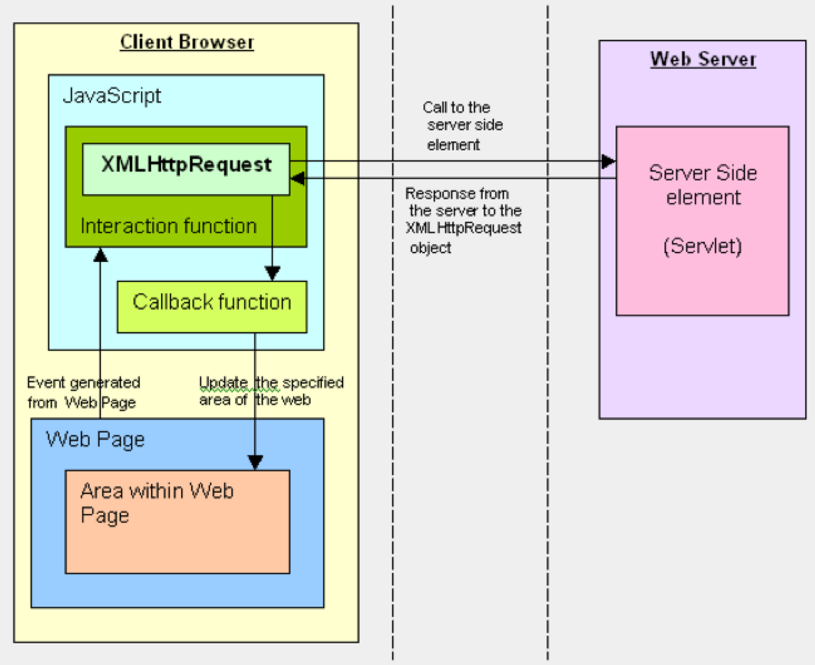 Client Browser
JavaScript
XMLHttpRequest
Interaction function
Callback function
Event generated
from Web Page
Update the specified
area of the web
Web Page
Area within Web
Page
Call to the
server side
element
Response from
the server to the
XMLHttpRequest
object
Web Server
Server Side
element
(Servlet)